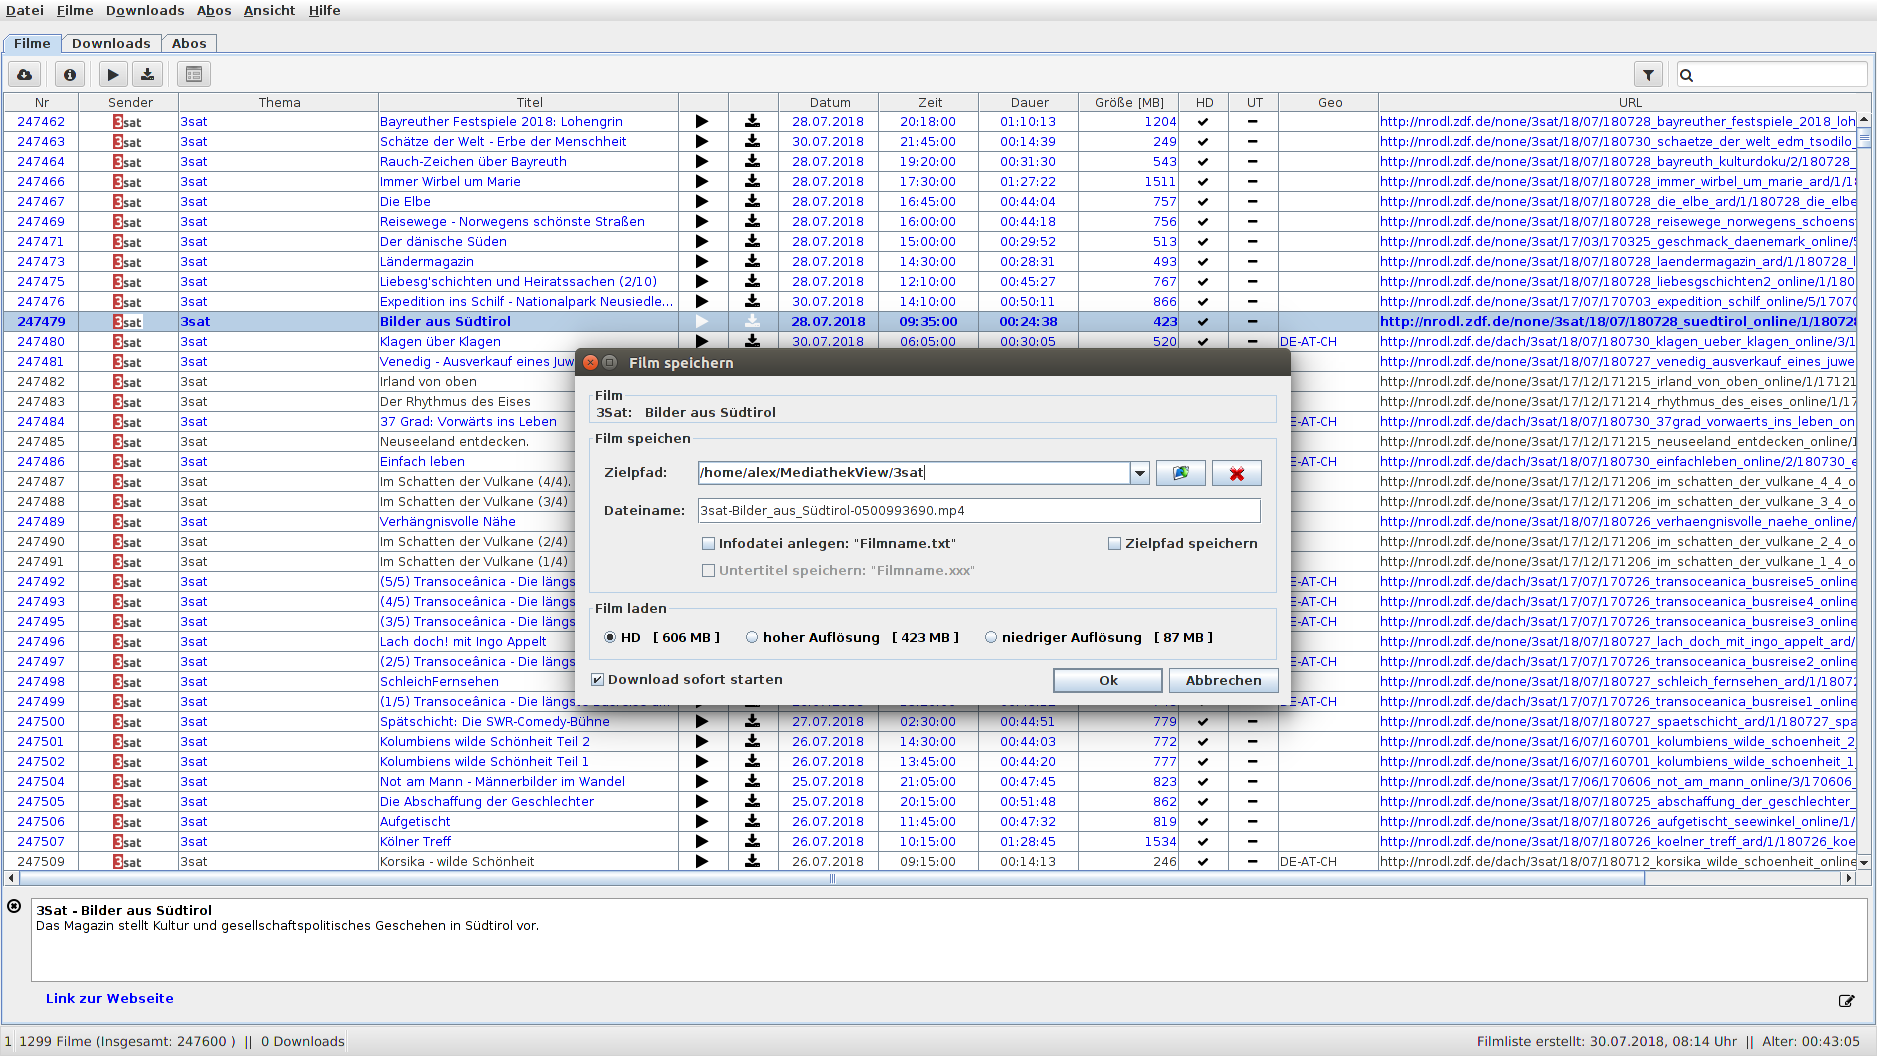 Datei Filme Downloads Abos Ansicht Hilfe
Filme Downloads Abos
Nr Sender Thema Titel Datum Zeit Dauer Größe [MB] HD UT Geo URL
247462 3sat 3sat Bayreuther Festspiele 2018: Lohengrin 28.07.2018 20:18:00 01:10:13 1204 http://nrodl.zdf.de/none/3sat/18/07/180728_bayreuther_festspiele_2018_loh
247463 3sat 3sat Schätze der Welt - Erbe der Menschheit 30.07.2018 21:45:00 00:14:39 249 http://nrodl.zdf.de/none/3sat/18/07/180730_schaetze_der_welt_edm_tsodilo_
247464 3sat 3sat Rauch-Zeichen über Bayreuth 28.07.2018 19:20:00 00:31:30 543 http://nrodl.zdf.de/none/3sat/18/07/180728_bayreuth_kulturdoku/2/180728_
247466 3sat 3sat Immer Wirbel um Marie 28.07.2018 17:30:00 01:27:22 1511 http://nrodl.zdf.de/none/3sat/18/07/180728_immer_wirbel_um_marie_ard/1/18
247467 3sat 3sat Die Elbe 28.07.2018 16:45:00 00:44:04 757 http://nrodl.zdf.de/none/3sat/18/07/180728_die_elbe_ard/1/180728_die_elbe
247469 3sat 3sat Reisewege - Norwegens schönste Straßen 28.07.2018 16:00:00 00:44:18 756 http://nrodl.zdf.de/none/3sat/18/07/180728_reisewege_norwegens_schoens
247471 3sat 3sat Der dänische Süden 28.07.2018 15:00:00 00:29:52 513 http://nrodl.zdf.de/none/3sat/17/03/170325_geschmack_daenemark_online/5
247473 3sat 3sat Ländermagazin 28.07.2018 14:30:00 00:28:31 493 http://nrodl.zdf.de/none/3sat/18/07/180728_laendermagazin_ard/1/180728_l
247475 3sat 3sat Liebesg'schichten und Heiratssachen (2/10) 28.07.2018 12:10:00 00:45:27 767 http://nrodl.zdf.de/none/3sat/18/07/180728_liebesgschichten2_online/1/180
247476 3sat 3sat Expedition ins Schilf - Nationalpark Neusiedle... 30.07.2018 14:10:00 00:50:11 866 http://nrodl.zdf.de/none/3sat/17/07/170703_expedition_schilf_online/5/1707
247479 3sat 3sat Bilder aus Südtirol 28.07.2018 09:35:00 00:24:38 423 http://nrodl.zdf.de/none/3sat/18/07/180728_suedtirol_online/1/180728
247480 3sat 3sat Klagen über Klagen 30.07.2018 06:05:00 00:30:05 520 DE-AT-CH http://nrodl.zdf.de/dach/3sat/18/07/180730_klagen_ueber_klagen_online/3/1
247481 3sat 3sat Venedig - Ausverkauf eines Juw http://nrodl.zdf.de/none/3sat/18/07/180727_venedig_ausverkauf_eines_juwe
247482 3sat 3sat Irland von oben http://nrodl.zdf.de/none/3sat/17/12/171215_irland_von_oben_online/1/17121
247483 3sat 3sat Der Rhythmus des Eises http://nrodl.zdf.de/none/3sat/17/12/171214_rhythmus_des_eises_online/1/17
247484 3sat 3sat 37 Grad: Vorwärts ins Leben E-AT-CH http://nrodl.zdf.de/dach/3sat/18/07/180730_37grad_vorwaerts_ins_leben_on
247485 3sat 3sat Neuseeland entdecken. http://nrodl.zdf.de/none/3sat/17/12/171215_neuseeland_entdecken_online/1
247486 3sat 3sat Einfach leben E-AT-CH http://nrodl.zdf.de/dach/3sat/18/07/180730_einfachleben_online/2/180730_e
247487 3sat 3sat Im Schatten der Vulkane (4/4). http://nrodl.zdf.de/none/3sat/17/12/171206_im_schatten_der_vulkane_4_4_o
247488 3sat 3sat Im Schatten der Vulkane (3/4) http://nrodl.zdf.de/none/3sat/17/12/171206_im_schatten_der_vulkane_3_4_o
247489 3sat 3sat Verhängnisvolle Nähe http://nrodl.zdf.de/none/3sat/18/07/180726_verhaengnisvolle_naehe_online/
247490 3sat 3sat Im Schatten der Vulkane (2/4) http://nrodl.zdf.de/none/3sat/17/12/171206_im_schatten_der_vulkane_2_4_o
247491 3sat 3sat Im Schatten der Vulkane (1/4) http://nrodl.zdf.de/none/3sat/17/12/171206_im_schatten_der_vulkane_1_4_o
247492 3sat 3sat (5/5) Transoceânica - Die längs E-AT-CH http://nrodl.zdf.de/dach/3sat/17/07/170726_transoceanica_busreise5_online
247493 3sat 3sat (4/5) Transoceânica - Die längs E-AT-CH http://nrodl.zdf.de/dach/3sat/17/07/170726_transoceanica_busreise4_online
247495 3sat 3sat (3/5) Transoceânica - Die längs E-AT-CH http://nrodl.zdf.de/dach/3sat/17/07/170726_transoceanica_busreise3_online
247496 3sat 3sat Lach doch! mit Ingo Appelt http://nrodl.zdf.de/none/3sat/18/07/180727_lach_doch_mit_ingo_appelt_ard/
247497 3sat 3sat (2/5) Transoceânica - Die längs E-AT-CH http://nrodl.zdf.de/dach/3sat/17/07/170726_transoceanica_busreise2_online
247498 3sat 3sat SchleichFernsehen http://nrodl.zdf.de/none/3sat/18/07/180727_schleich_fernsehen_ard/1/1807
247499 3sat 3sat (1/5) Transoceânica - Die längs E-AT-CH http://nrodl.zdf.de/dach/3sat/17/07/170726_transoceanica_busreise1_online
247500 3sat 3sat Spätschicht: Die SWR-Comedy-Bühne 27.07.2018 02:30:00 00:44:51 779 http://nrodl.zdf.de/none/3sat/18/07/180727_spaetschicht_ard/1/180727_spa
247501 3sat 3sat Kolumbiens wilde Schönheit Teil 2 26.07.2018 14:30:00 00:44:03 772 http://nrodl.zdf.de/none/3sat/16/07/160701_kolumbiens_wilde_schoenheit_2_
247502 3sat 3sat Kolumbiens wilde Schönheit Teil 1 26.07.2018 13:45:00 00:44:20 777 http://nrodl.zdf.de/none/3sat/16/07/160701_kolumbiens_wilde_schoenheit_1_
247504 3sat 3sat Not am Mann - Männerbilder im Wandel 25.07.2018 21:05:00 00:47:45 823 http://nrodl.zdf.de/none/3sat/17/06/170606_not_am_mann_online/3/170606_
247505 3sat 3sat Die Abschaffung der Geschlechter 25.07.2018 20:15:00 00:51:48 862 http://nrodl.zdf.de/none/3sat/18/07/180725_abschaffung_der_geschlechter_
247506 3sat 3sat Aufgetischt 26.07.2018 11:45:00 00:47:32 819 http://nrodl.zdf.de/none/3sat/18/07/180726_aufgetischt_seewinkel_online/1/
247507 3sat 3sat Kölner Treff 26.07.2018 10:15:00 01:28:45 1534 http://nrodl.zdf.de/none/3sat/18/07/180726_koelner_treff_ard/1/180726_koe
247509 3sat 3sat Korsika - wilde Schönheit 26.07.2018 09:15:00 00:14:13 246 DE-AT-CH http://nrodl.zdf.de/dach/3sat/18/07/180712_korsika_wilde_schoenheit_online
Film speichern
Film
3Sat: Bilder aus Südtirol
Film speichen
Zielpfad: /home/alex/MediathekView/3sat
Dateiname: 3sat-Bilder_aus_Südtirol-0500993690.mp4
Infodatei anlegen: "Filmname.txt" Zielpfad speichern
Untertitel speichern: "Filmname.xxx"
Film laden
HD [ 606 MB ] hoher Auflösung [ 423 MB ] niedriger Auflösung [ 87 MB ]
Download sofort starten Ok Abbrechen
3Sat - Bilder aus Südtirol
Das Magazin stellt Kultur und gesellschaftspolitisches Geschehen in Südtirol vor.
Link zur Webseite
1 1299 Filme (Insgesamt: 247600 ) || 0 Downloads Filmliste erstellt: 30.07.2018, 08:14 Uhr || Alter: 00:43:05